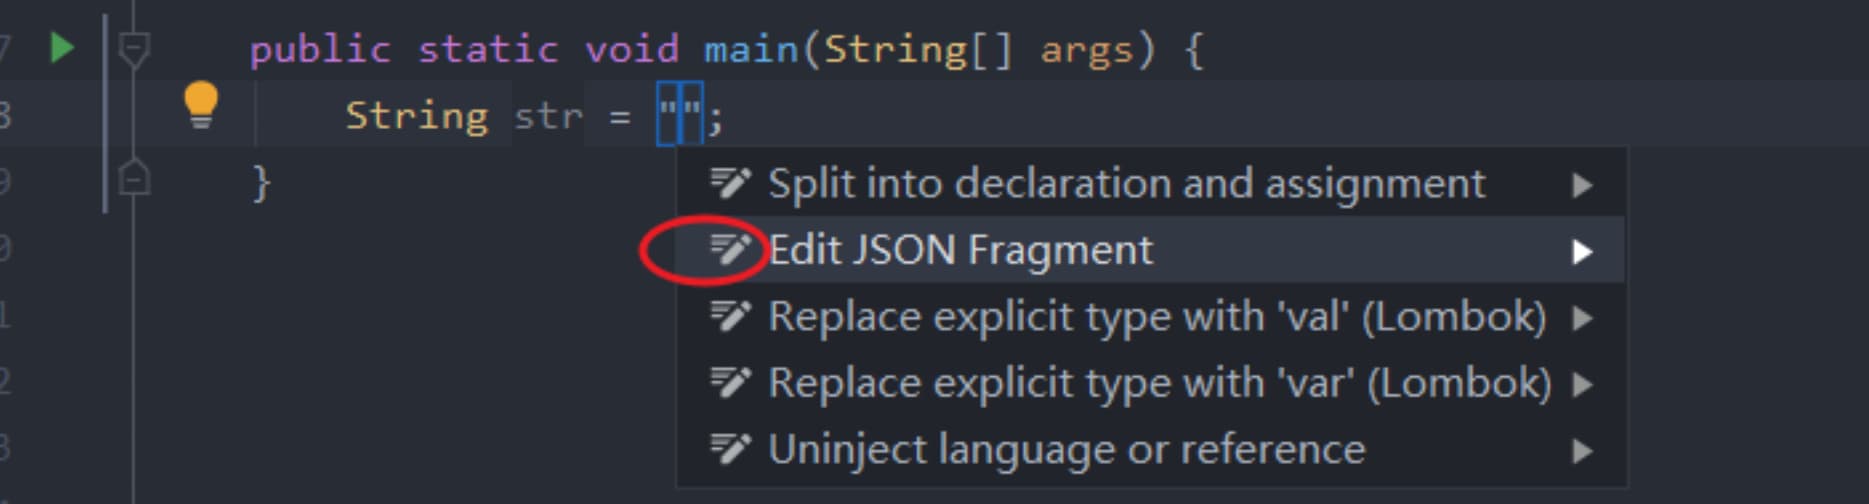 7 public static void main(String[] args) {
8 String str = "";
9 }
Split into declaration and assignment
Edit JSON Fragment
0
Replace explicit type with 'val' (Lombok)
1
Replace explicit type with 'var' (Lombok)
2
Uninject language or reference
3